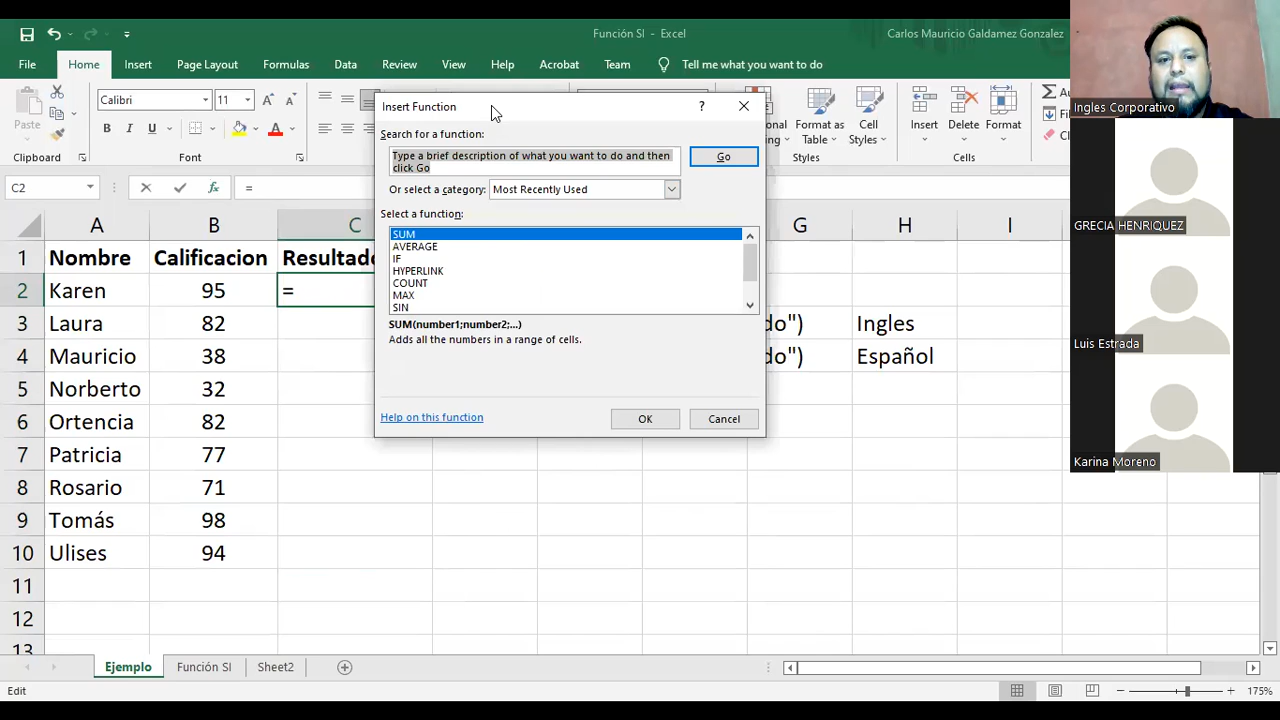 Función SI - Excel
Carlos Mauricio Galdamez Gonzalez
File Home Insert Page Layout Formulas Data Review View Help Acrobat Team Tell me what you want to do
Calibri 11
Paste
B I U
Clipboard Font
Format as Table
Cell Styles
Styles
Insert Delete Format
Cells
C2 fx =
Insert Function ?
Search for a function:
Type a brief description of what you want to do and then
click Go
Go
Or select a category: Most Recently Used
Select a function:
SUM
AVERAGE
IF
HYPERLINK
COUNT
MAX
SIN
SUM(number1;number2;...)
Adds all the numbers in a range of cells.
Help on this function OK Cancel
A B C G H I
1 Nombre Calificacion Resultado
2 Karen 95 =
3 Laura 82 do") Ingles
4 Mauricio 38 do") Español
5 Norberto 32
6 Ortencia 82
7 Patricia 77
8 Rosario 71
9 Tomás 98
10 Ulises 94
11
12
13
Ejemplo Función SI Sheet2
Edit 175%
Ingles Corporativo
GRECIA HENRIQUEZ
Luis Estrada
Karina Moreno